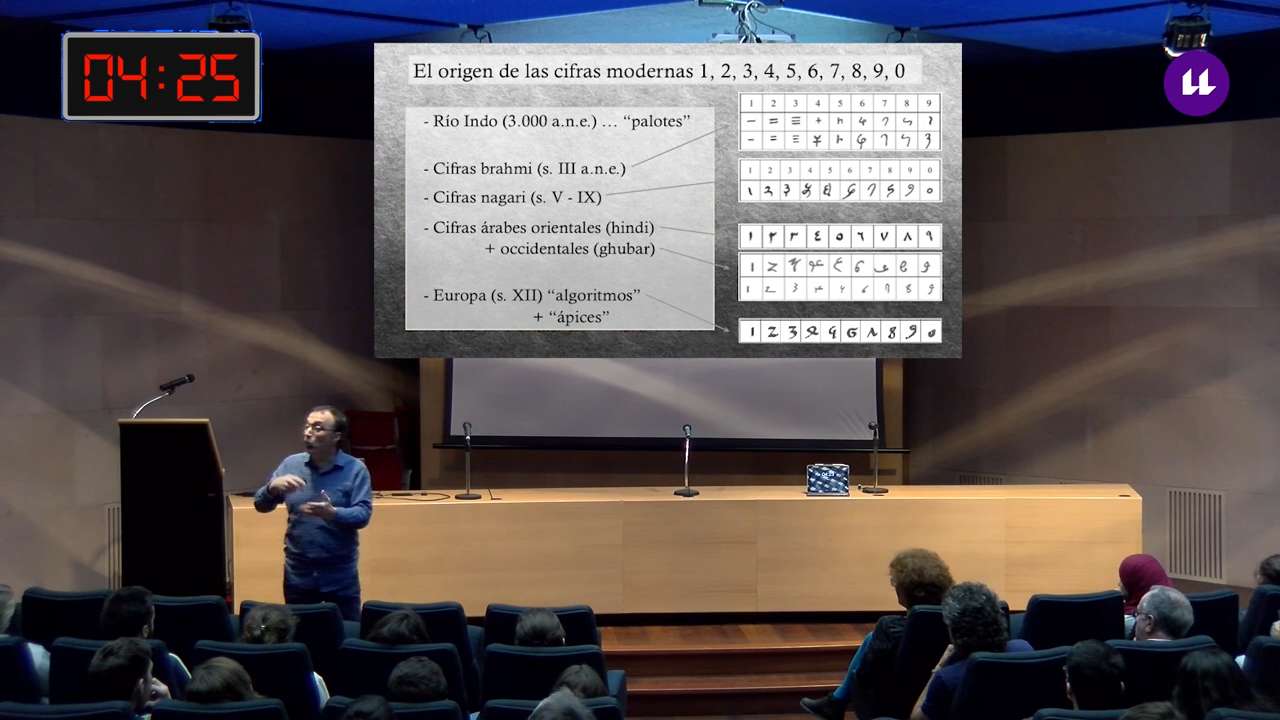 04:25
El origen de las cifras modernas 1, 2, 3, 4, 5, 6, 7, 8, 9, 0
- Río Indo (3.000 a.n.e.) … “palotes”
- Cifras brahmi (s. III a.n.e.)
- Cifras nagari (s. V - IX)
- Cifras árabes orientales (hindi)
+ occidentales (ghubar)
- Europa (s. XII) “algoritmos”
+ “ápices”
1 2 3 4 5 6 7 8 9
1 2 3 4 5 6 7 8 9 0
١ ٢ ٣ ٤ ٥ ٦ ٧ ٨ ٩
u